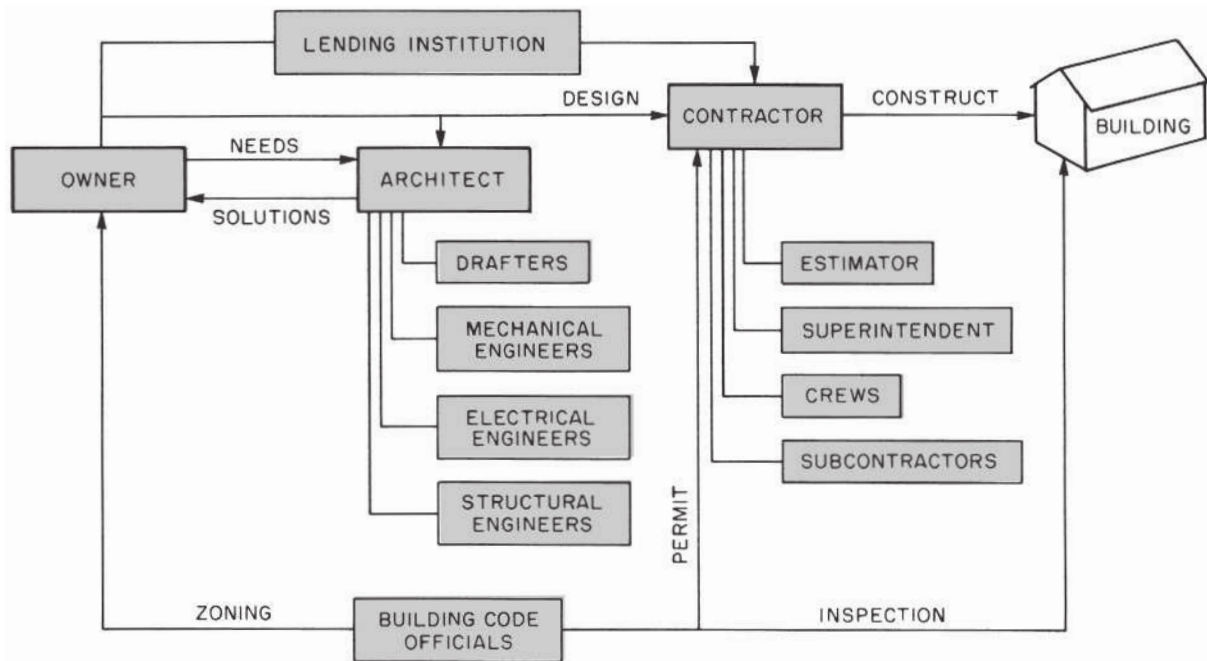 LENDING INSTITUTION
DESIGN
CONTRACTOR
CONSTRUCT
BUILDING
NEEDS
OWNER
ARCHITECT
SOLUTIONS
DRAFTERS
ESTIMATOR
MECHANICAL
ENGINEERS
SUPERINTENDENT
CREWS
ELECTRICAL
ENGINEERS
SUBCONTRACTORS
STRUCTURAL
ENGINEERS
PERMIT
ZONING
BUILDING CODE
OFFICIALS
INSPECTION